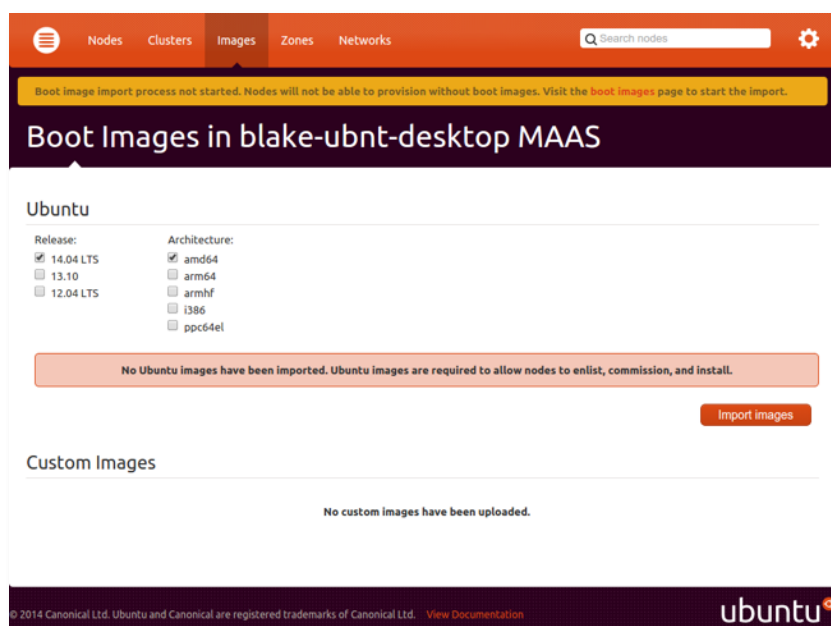 Nodes Clusters Images Zones Networks Search nodes
Boot image import process not started. Nodes will not be able to provision without boot images. Visit the boot images page to start the import.
Boot Images in blake-ubnt-desktop MAAS
Ubuntu
Release: Architecture:
14.04 LTS amd64
13.10 arm64
12.04 LTS armhf
i386
ppc64el
No Ubuntu images have been imported. Ubuntu images are required to allow nodes to enlist, commission, and install.
Import images
Custom Images
No custom images have been uploaded.
© 2014 Canonical Ltd. Ubuntu and Canonical are registered trademarks of Canonical Ltd. View Documentation ubuntu